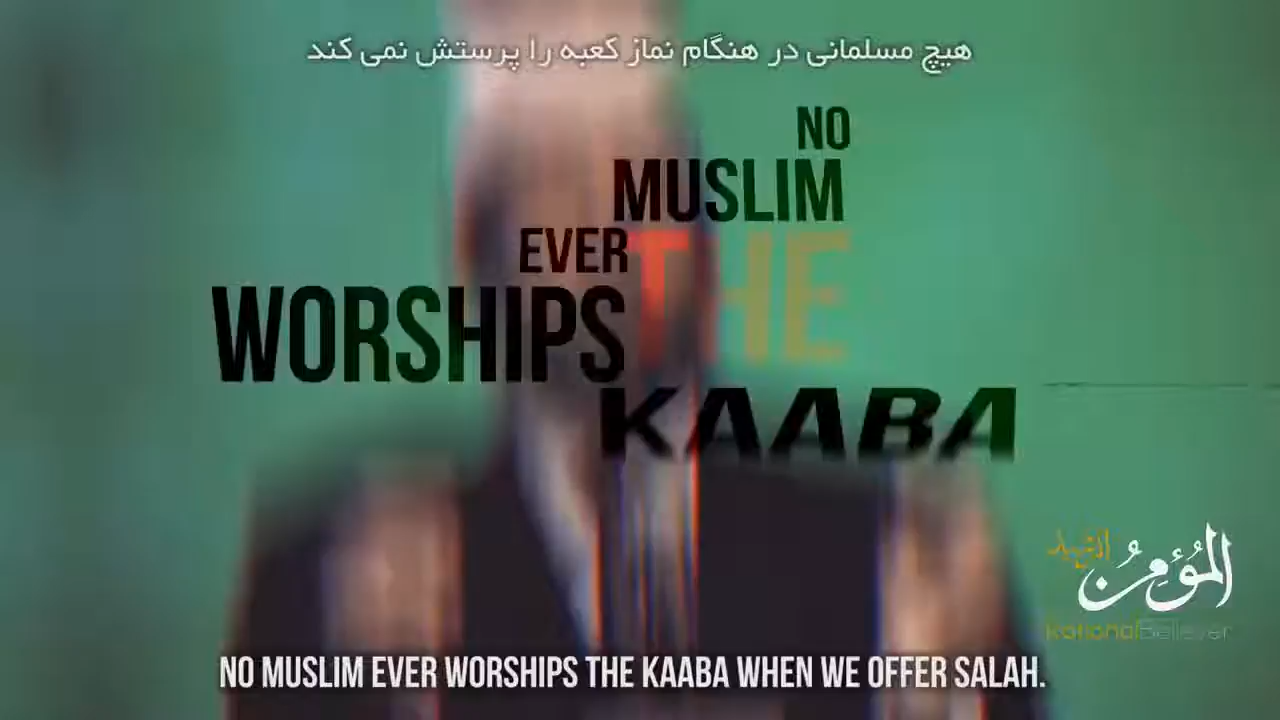 هیچ مسلمانی در هنگام نماز کعبه را پرستش نمی کند
NO
MUSLIM
EVER THE
WORSHIPS
KAABA
المؤمن
RationalBeliever
NO MUSLIM EVER WORSHIPS THE KAABA WHEN WE OFFER SALAH.